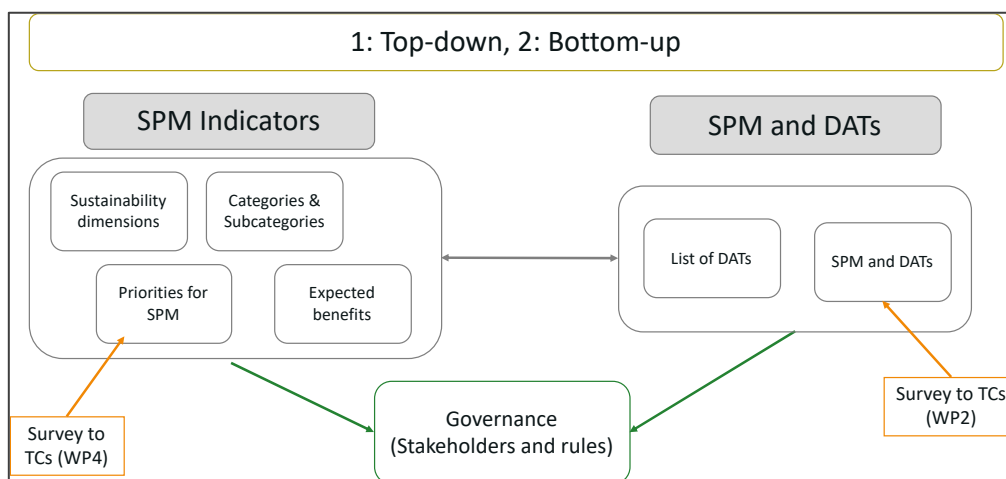 1: Top-down, 2: Bottom-up
SPM Indicators
SPM and DATs
Sustainability
dimensions
Categories &
Subcategories
Priorities for
SPM
Expected
benefits
List of DATs
SPM and DATs
Survey to
TCs (WP4)
Governance
(Stakeholders and rules)
Survey to TCs
(WP2)